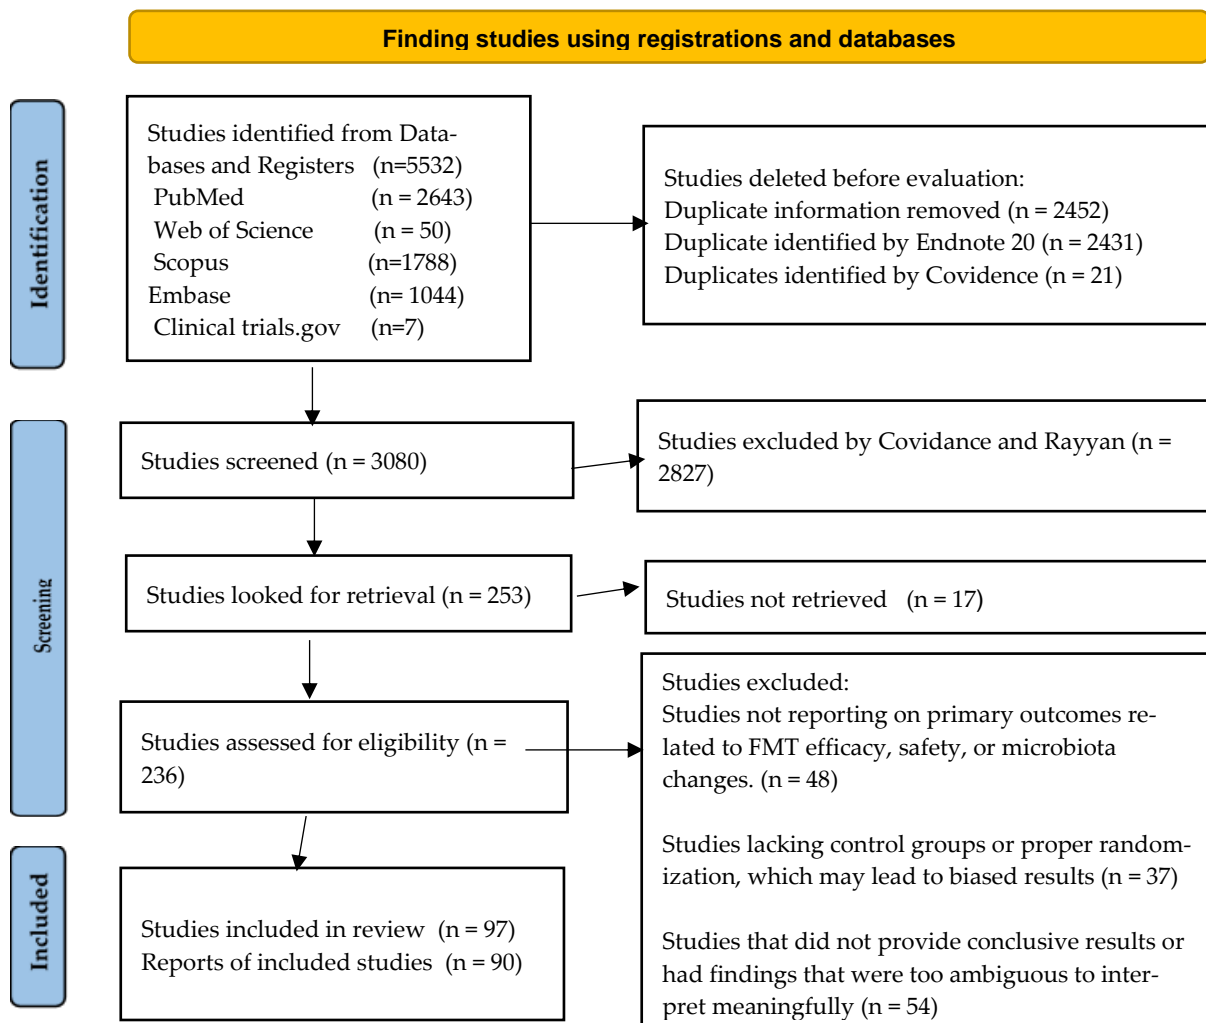 Finding studies using registrations and databases
Identification
Studies identified from Data-
bases and Registers (n=5532)
PubMed (n = 2643)
Web of Science (n = 50)
Scopus (n=1788)
Embase (n= 1044)
Clinical trials.gov (n=7)
Studies deleted before evaluation:
Duplicate information removed (n = 2452)
Duplicate identified by Endnote 20 (n = 2431)
Duplicates identified by Covidence (n = 21)
Screening
Studies screened (n = 3080)
Studies excluded by Covidance and Rayyan (n =
2827)
Studies looked for retrieval (n = 253)
Studies not retrieved (n = 17)
Studies assessed for eligibility (n =
236)
Studies excluded:
Studies not reporting on primary outcomes re-
lated to FMT efficacy, safety, or microbiota
changes. (n = 48)
Studies lacking control groups or proper random-
ization, which may lead to biased results (n = 37)
Studies that did not provide conclusive results or
had findings that were too ambiguous to inter-
pret meaningfully (n = 54)
Included
Studies included in review (n = 97)
Reports of included studies (n = 90)